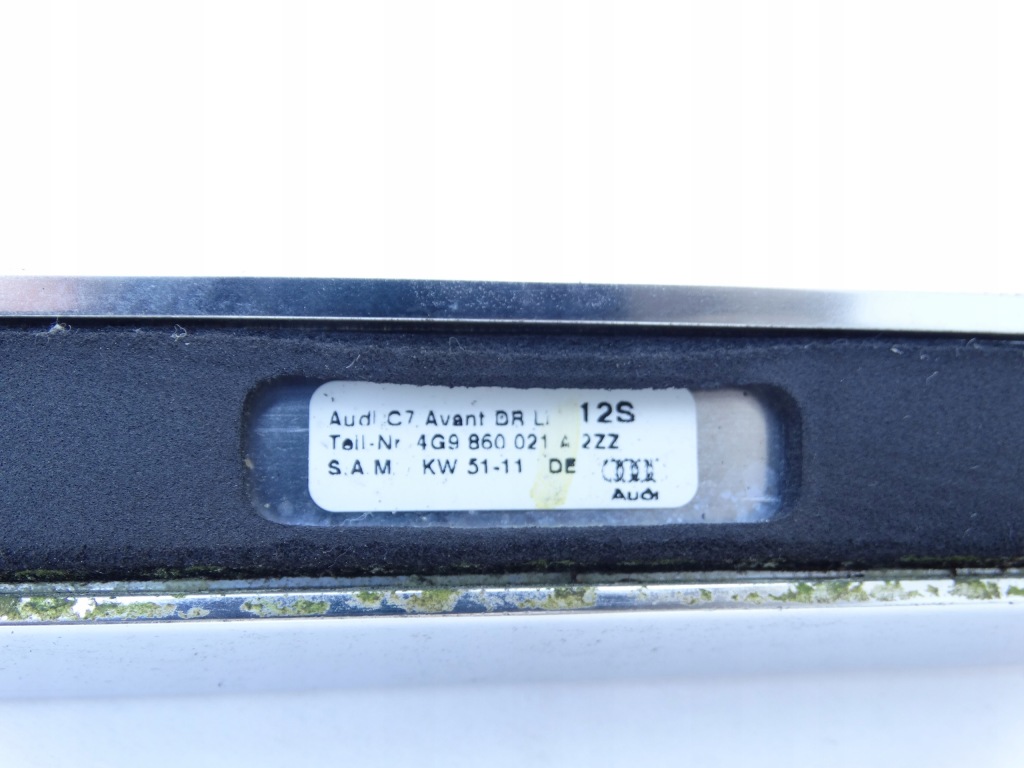 Audi C7 Avant DR LI 12S
Teil-Nr. 4G9 860 021 A 2ZZ
S.A.M. KW 51-11 DE
Audi